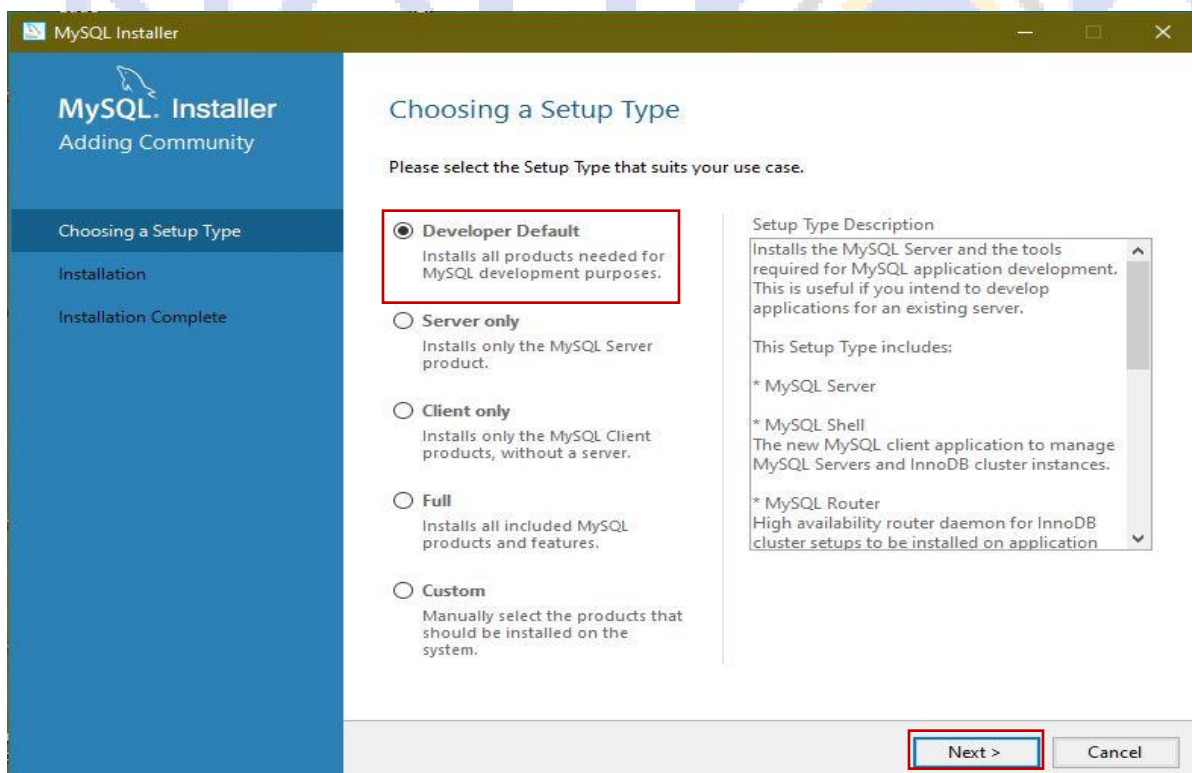 MySQL Installer
MySQL. Installer
Adding Community
Choosing a Setup Type
Installation
Installation Complete
Choosing a Setup Type
Please select the Setup Type that suits your use case.
Developer Default
Installs all products needed for
MySQL development purposes.
Server only
Installs only the MySQL Server
product.
Client only
Installs only the MySQL Client
products, without a server.
Full
Installs all included MySQL
products and features.
Custom
Manually select the products that
should be installed on the
system.
Setup Type Description
Installs the MySQL Server and the tools
required for MySQL application development.
This is useful if you intend to develop
applications for an existing server.
This Setup Type includes:
* MySQL Server
* MySQL Shell
The new MySQL client application to manage
MySQL Servers and InnoDB cluster instances.
* MySQL Router
High availability router daemon for InnoDB
cluster setups to be installed on application
Next >
Cancel